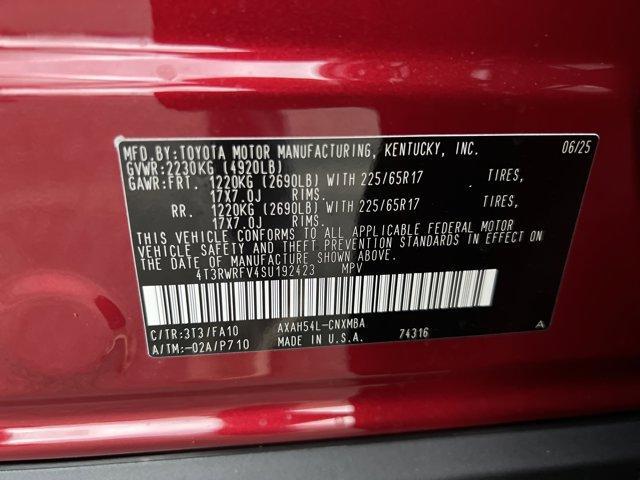 MFD.BY:TOYOTA MOTOR MANUFACTURING, KENTUCKY, INC. 06/25
GVWR:2230KG (4920LB)
GAWR:FRT. 1220KG (2690LB) WITH 225/65R17 TIRES,
17X7.0J RIMS.
RR. 1220KG (2690LB) WITH 225/65R17 TIRES,
17X7.0J RIMS.
THIS VEHICLE CONFORMS TO ALL APPLICABLE FEDERAL MOTOR
VEHICLE SAFETY AND THEFT PREVENTION STANDARDS IN EFFECT ON
THE DATE OF MANUFACTURE SHOWN ABOVE.
4T3RWRFV4SU192423 MPV
C/TR:3T3/FA10 AXAH54L-CNXMBA A
A/TM:-02A/P710 MADE IN U.S.A. 74316